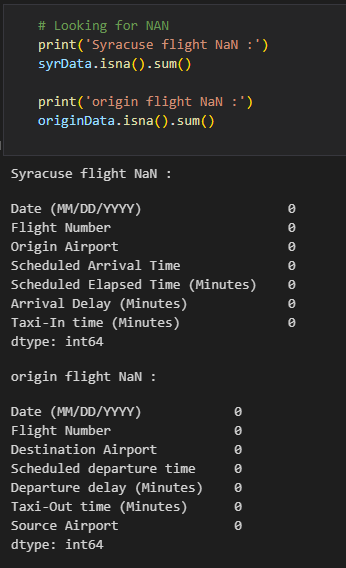 # Looking for NAN
print('Syracuse flight NaN :')
syrData.isna().sum()
print('origin flight NaN :')
originData.isna().sum()
Syracuse flight NaN :
Date (MM/DD/YYYY) 0
Flight Number 0
Origin Airport 0
Scheduled Arrival Time 0
Scheduled Elapsed Time (Minutes) 0
Arrival Delay (Minutes) 0
Taxi-In time (Minutes) 0
dtype: int64
origin flight NaN :
Date (MM/DD/YYYY) 0
Flight Number 0
Destination Airport 0
Scheduled departure time 0
Departure delay (Minutes) 0
Taxi-Out time (Minutes) 0
Source Airport 0
dtype: int64